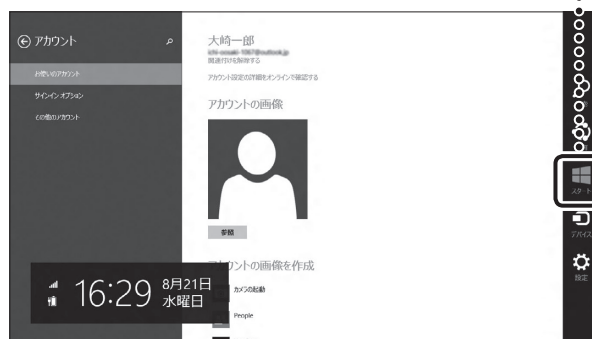 アカウント
お使いのアカウント
サインイン オプション
その他のアカウント
大崎一郎
関連付けを解除する
アカウント設定の詳細をオンラインで確認する
アカウントの画像
参照
アカウントの画像を作成
カメラの起動
People
16:29
8月21日
水曜日
スタート
デバイス
設定